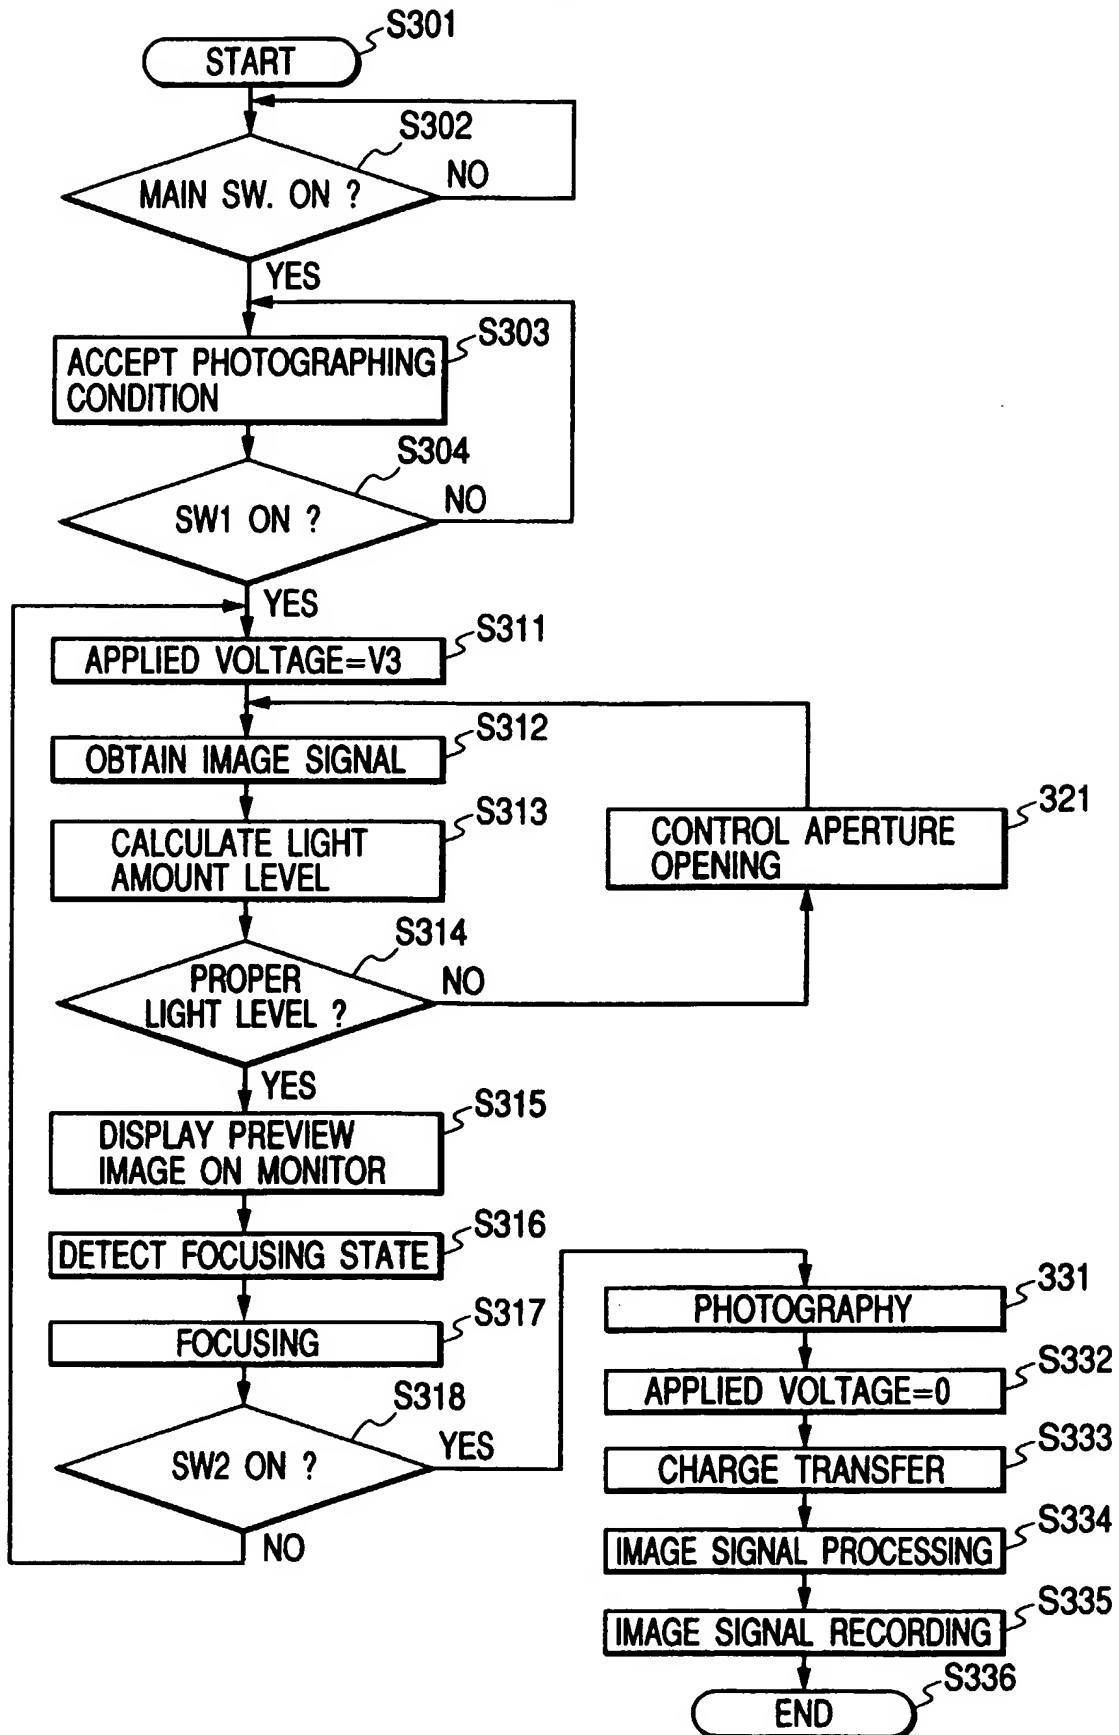 S301
START
S302
MAIN SW. ON ?
NO
YES
S303
ACCEPT PHOTOGRAPHING
CONDITION
S304
SW1 ON ?
NO
YES
S311
APPLIED VOLTAGE=V3
S312
OBTAIN IMAGE SIGNAL
S313
CALCULATE LIGHT
AMOUNT LEVEL
321
CONTROL APERTURE
OPENING
S314
PROPER
LIGHT LEVEL ?
NO
YES
S315
DISPLAY PREVIEW
IMAGE ON MONITOR
S316
DETECT FOCUSING STATE
S317
FOCUSING
S318
SW2 ON ?
YES
NO
331
PHOTOGRAPHY
S332
APPLIED VOLTAGE=0
S333
CHARGE TRANSFER
S334
IMAGE SIGNAL PROCESSING
S335
IMAGE SIGNAL RECORDING
S336
END